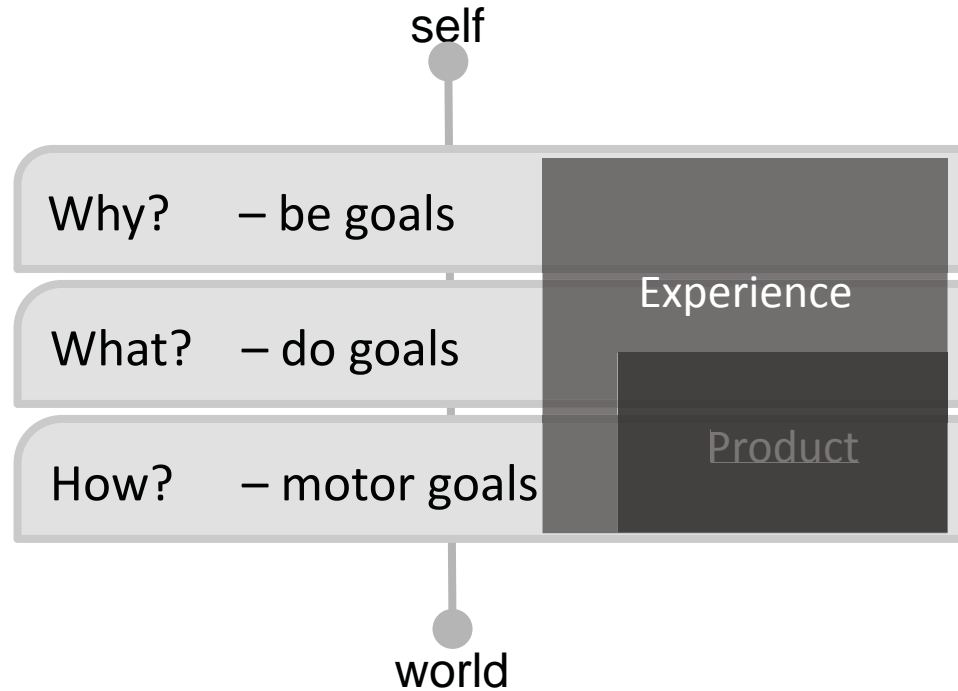 self
Why? – be goals
Experience
What? – do goals
Product
How? – motor goals
world